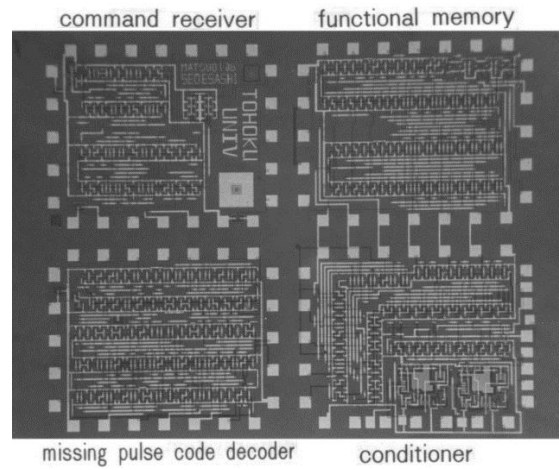 command receiver
functional memory
TOHOKU
UNIV
missing pulse code decoder
conditioner